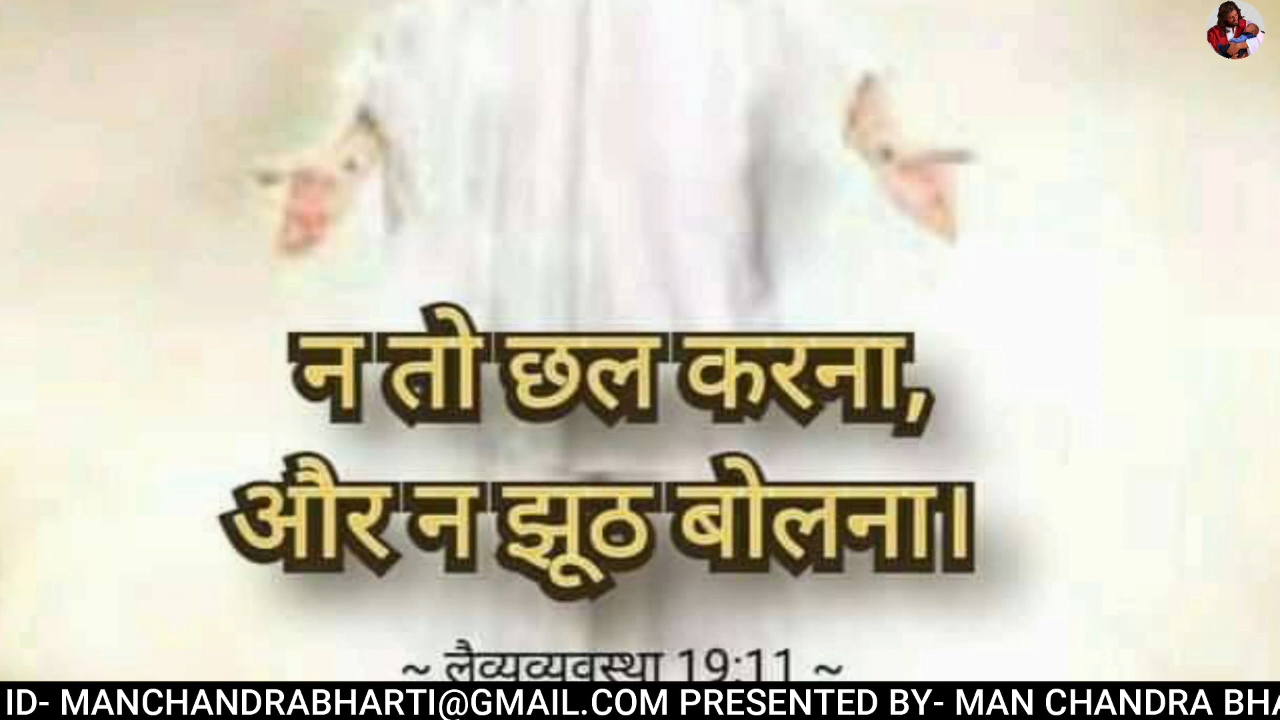 न तो छल करना,
और न झूठ बोलना।
~ लैव्यव्यवस्था 19:11 ~
ID- MANCHANDRABHARTI@GMAIL.COM PRESENTED BY- MAN CHANDRA BHA